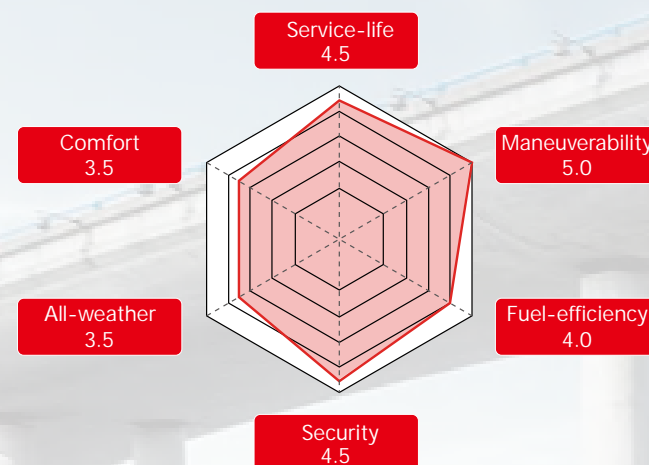 Service-life
4.5
Comfort
3.5
Maneuverability
5.0
All-weather
3.5
Fuel-efficiency
4.0
Security
4.5